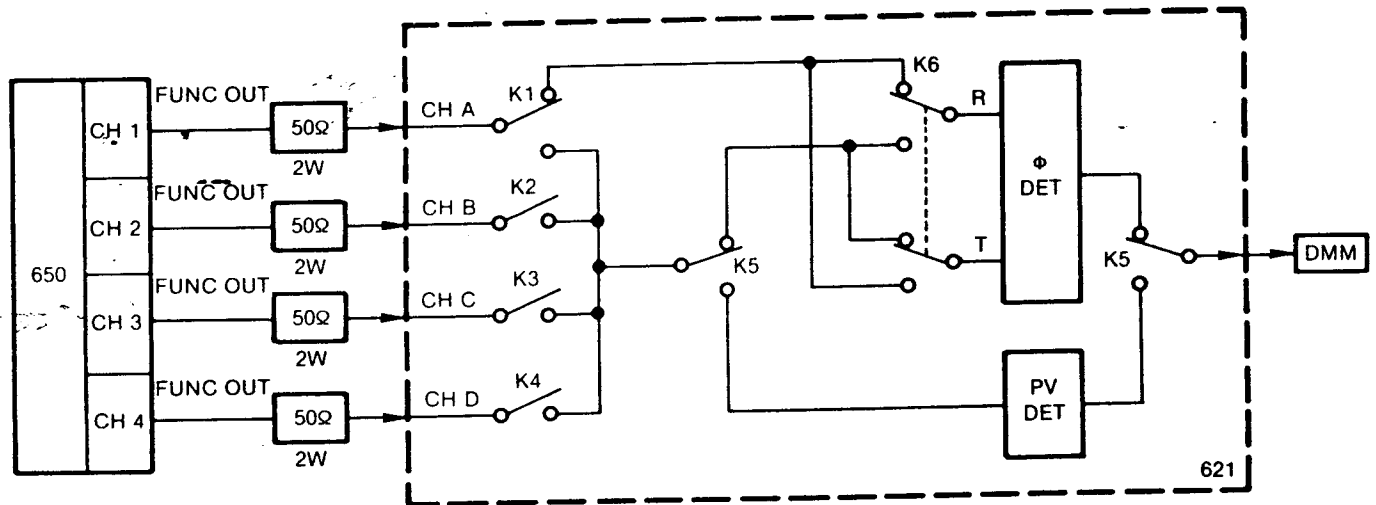 650
CH 1
FUNC OUT
50Ω
2W
CH A
K1
CH 2
FUNC OUT
50Ω
2W
CH B
K2
CH 3
FUNC OUT
50Ω
2W
CH C
K3
CH 4
FUNC OUT
50Ω
2W
CH D
K4
K5
K6
R
T
Φ
DET
PV
DET
K5
DMM
621